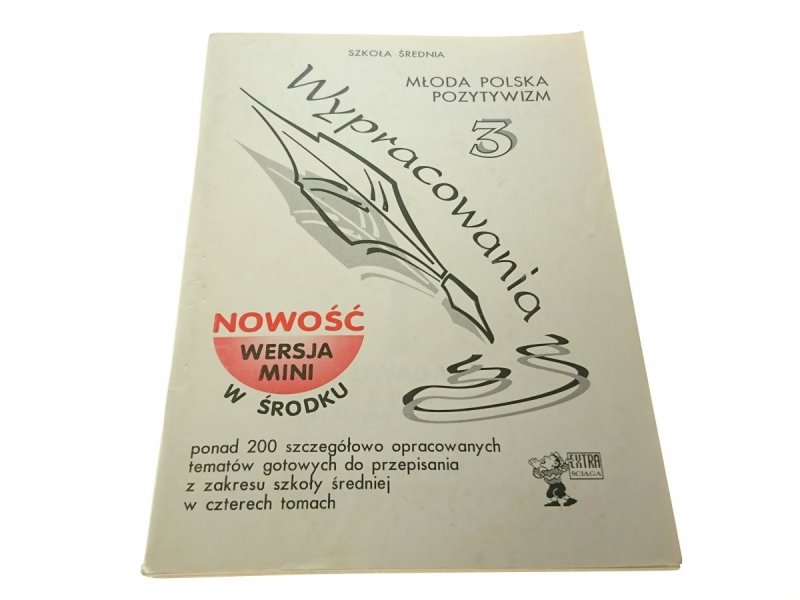 SZKOŁA ŚREDNIA
MŁODA POLSKA
POZYTYWIZM
3
Wypracowania
NOWOŚĆ
WERSJA
MINI
W ŚRODKU
ponad 200 szczegółowo opracowanych
tematów gotowych do przepisania
z zakresu szkoły średniej
w czterech tomach
EXTRA
ŚCIĄGA